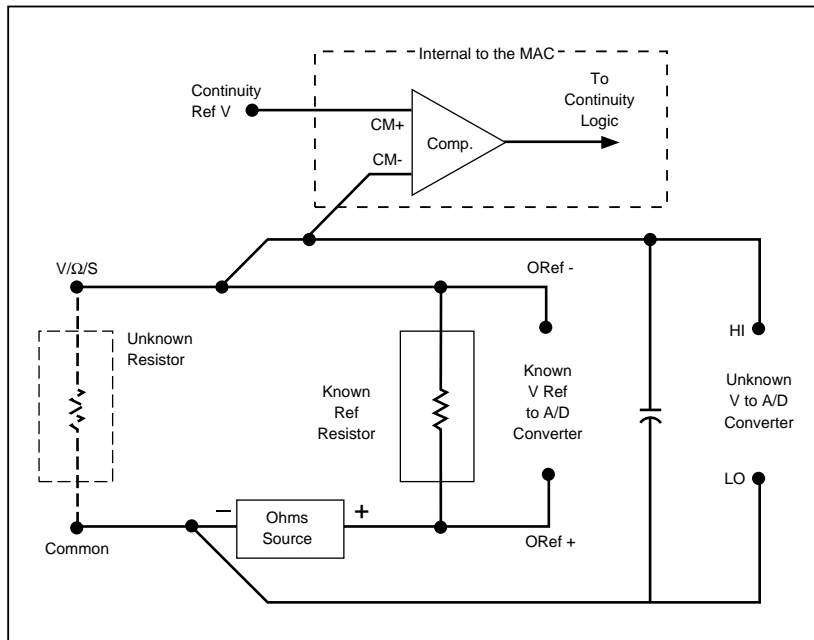 Internal to the MAC
To
Continuity
Logic
Continuity
Ref V
CM+
CM-
Comp.
V/Ω/S
ORef -
Unknown
Resistor
Known
Ref
Resistor
Known
V Ref
to A/D
Converter
HI
Unknown
V to A/D
Converter
LO
−
Ohms
Source
+
Common
ORef +